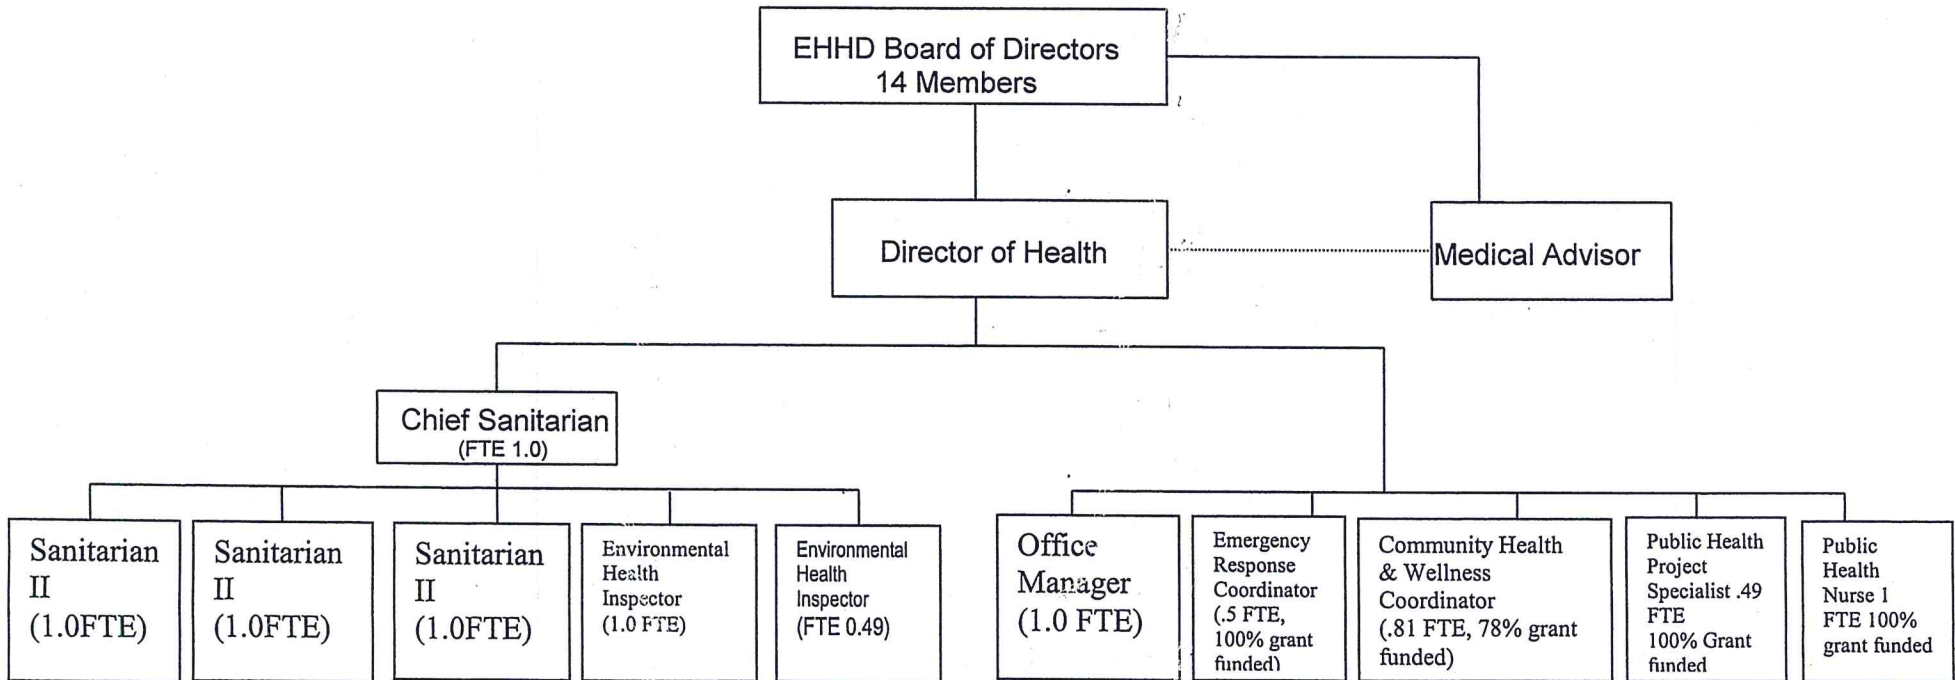 EHHD Board of Directors
14 Members
Director of Health
Medical Advisor
Chief Sanitarian
(FTE 1.0)
Sanitarian
II
(1.0FTE)
Sanitarian
II
(1.0FTE)
Sanitarian
II
(1.0FTE)
Environmental
Health
Inspector
(1.0 FTE)
Environmental
Health
Inspector
(FTE 0.49)
Office
Manager
(1.0 FTE)
Emergency
Response
Coordinator
(.5 FTE,
100% grant
funded)
Community Health
& Wellness
Coordinator
(.81 FTE, 78% grant
funded)
Public Health
Project
Specialist .49
FTE
100% Grant
funded
Public
Health
Nurse 1
FTE 100%
grant funded